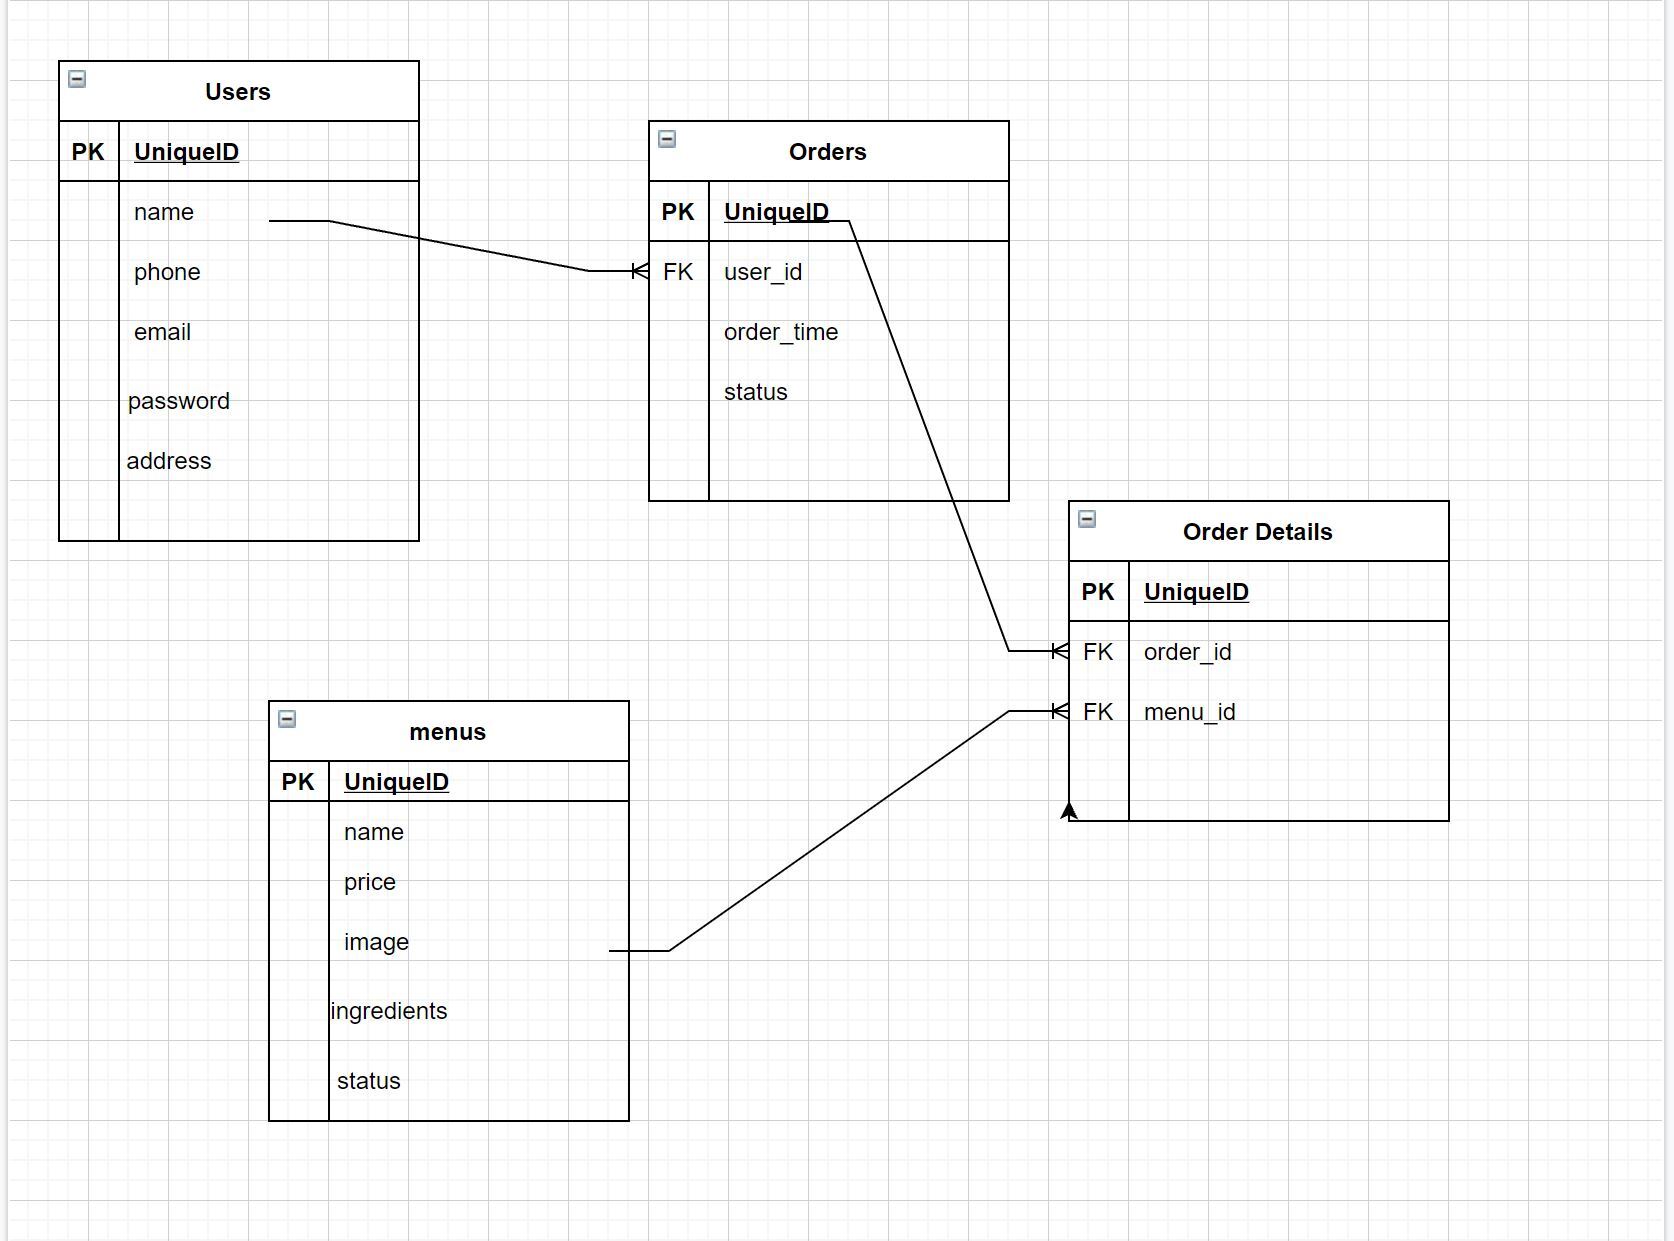 Users
PK UniqueID
name
phone
email
password
address
Orders
PK UniqueID
FK user_id
order_time
status
Order Details
PK UniqueID
FK order_id
FK menu_id
menus
PK UniqueID
name
price
image
ingredients
status